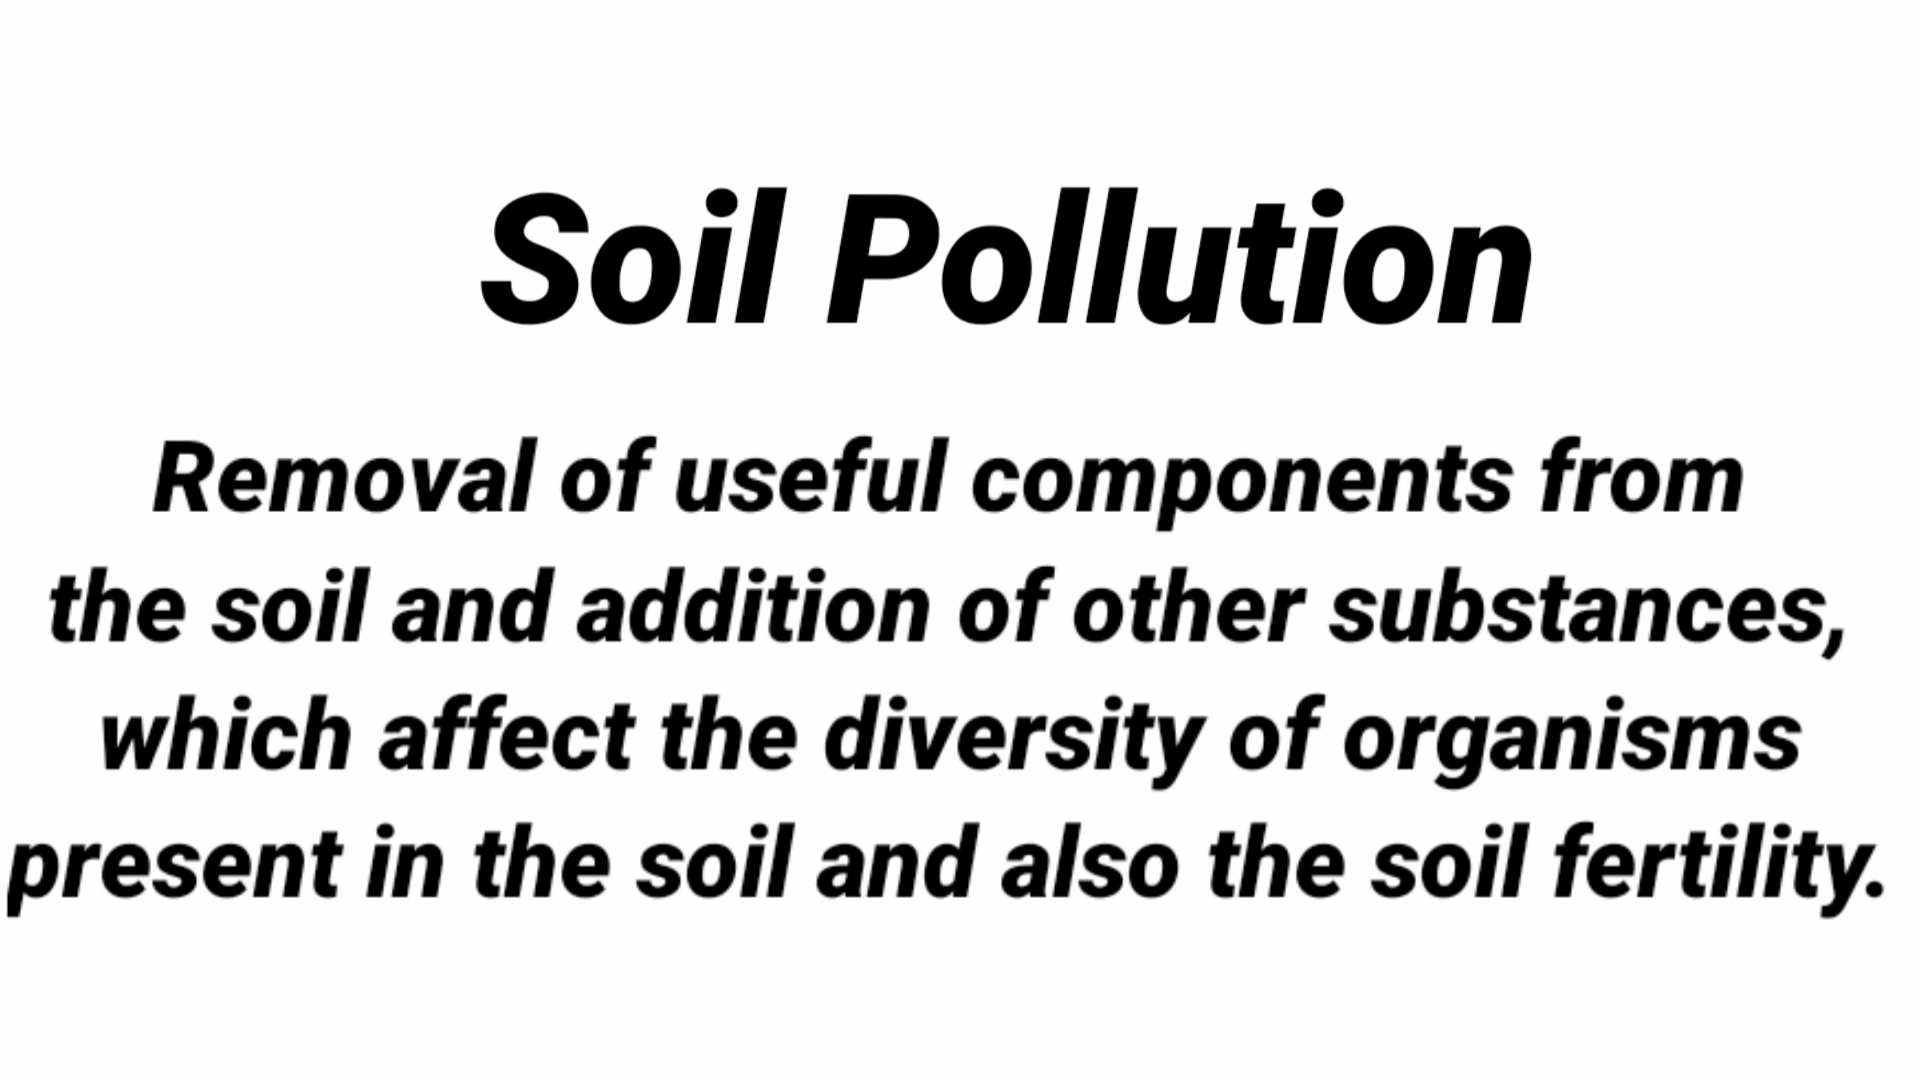 Soil Pollution
Removal of useful components from
the soil and addition of other substances,
which affect the diversity of organisms
present in the soil and also the soil fertility.